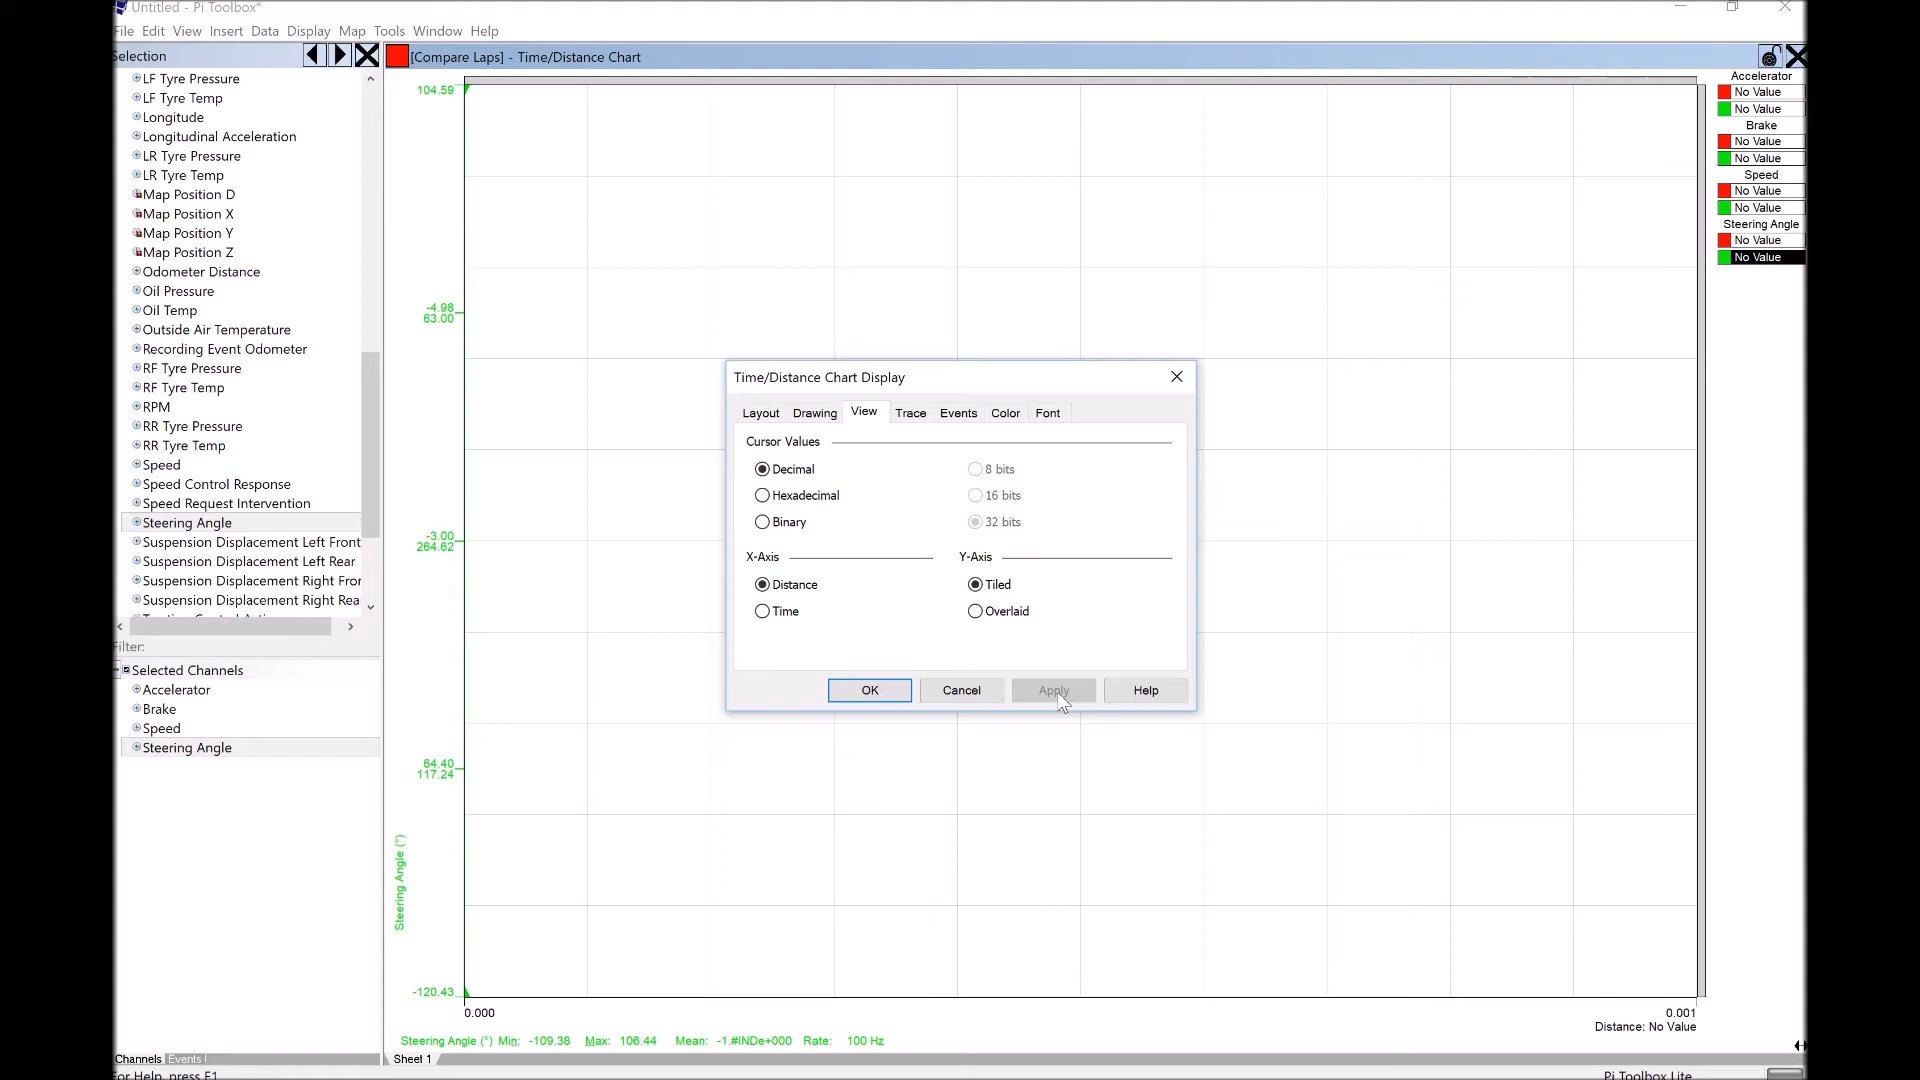 Untitled - Pi Toolbox*
File Edit View Insert Data Display Map Tools Window Help
Selection
[Compare Laps] - Time/Distance Chart
LF Tyre Pressure
LF Tyre Temp
Longitude
Longitudinal Acceleration
LR Tyre Pressure
LR Tyre Temp
Map Position D
Map Position X
Map Position Y
Map Position Z
Odometer Distance
Oil Pressure
Oil Temp
Outside Air Temperature
Recording Event Odometer
RF Tyre Pressure
RF Tyre Temp
RPM
RR Tyre Pressure
RR Tyre Temp
Speed
Speed Control Response
Speed Request Intervention
Steering Angle
Suspension Displacement Left Front
Suspension Displacement Left Rear
Suspension Displacement Right Fror
Suspension Displacement Right Rea
Filter:
Selected Channels
Accelerator
Brake
Speed
Steering Angle
Channels Events
For Help, press F1
104.59
-4.98
63.00
-3.00
264.62
64.40
117.24
-120.43
Steering Angle (°)
0.000
0.001
Distance: No Value
Steering Angle (°) Min: -109.38 Max: 106.44 Mean: -1.#INDe+000 Rate: 100 Hz
Sheet 1
Time/Distance Chart Display
Layout Drawing View Trace Events Color Font
Cursor Values
Decimal
8 bits
Hexadecimal
16 bits
Binary
32 bits
X-Axis
Y-Axis
Distance
Tiled
Time
Overlaid
OK Cancel Apply Help
Accelerator
No Value
No Value
Brake
No Value
No Value
Speed
No Value
No Value
Steering Angle
No Value
No Value
Pi Toolbox Lite